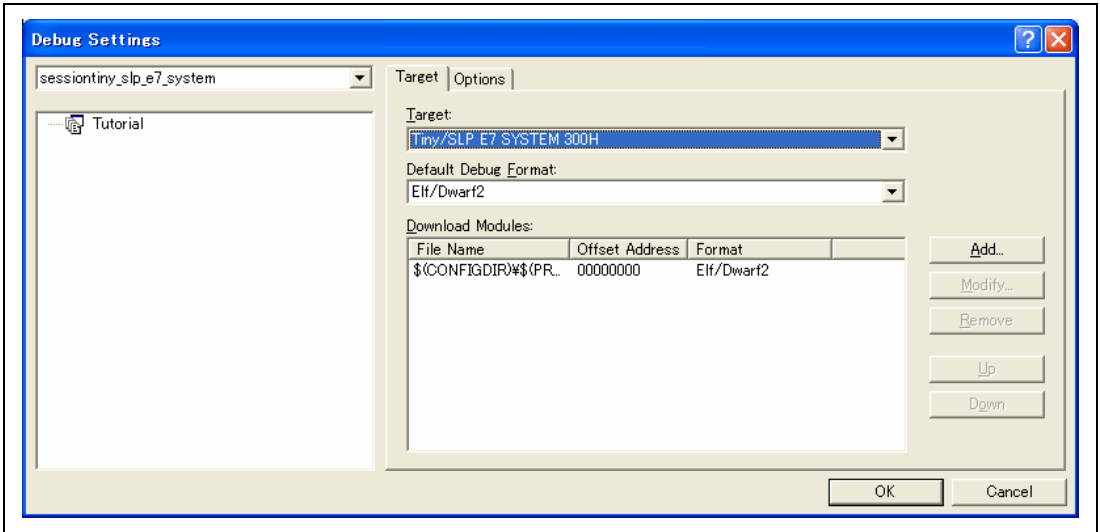 Debug Settings
sessiontiny_slp_e7_system
Tutorial
Target
Options
Target:
Tiny/SLP E7 SYSTEM 300H
Default Debug Format:
Elf/Dwarf2
Download Modules:
File Name Offset Address Format
$(CONFIGDIR)¥$(PR... 00000000 Elf/Dwarf2
Add...
Modify...
Remove
Up
Down
OK Cancel